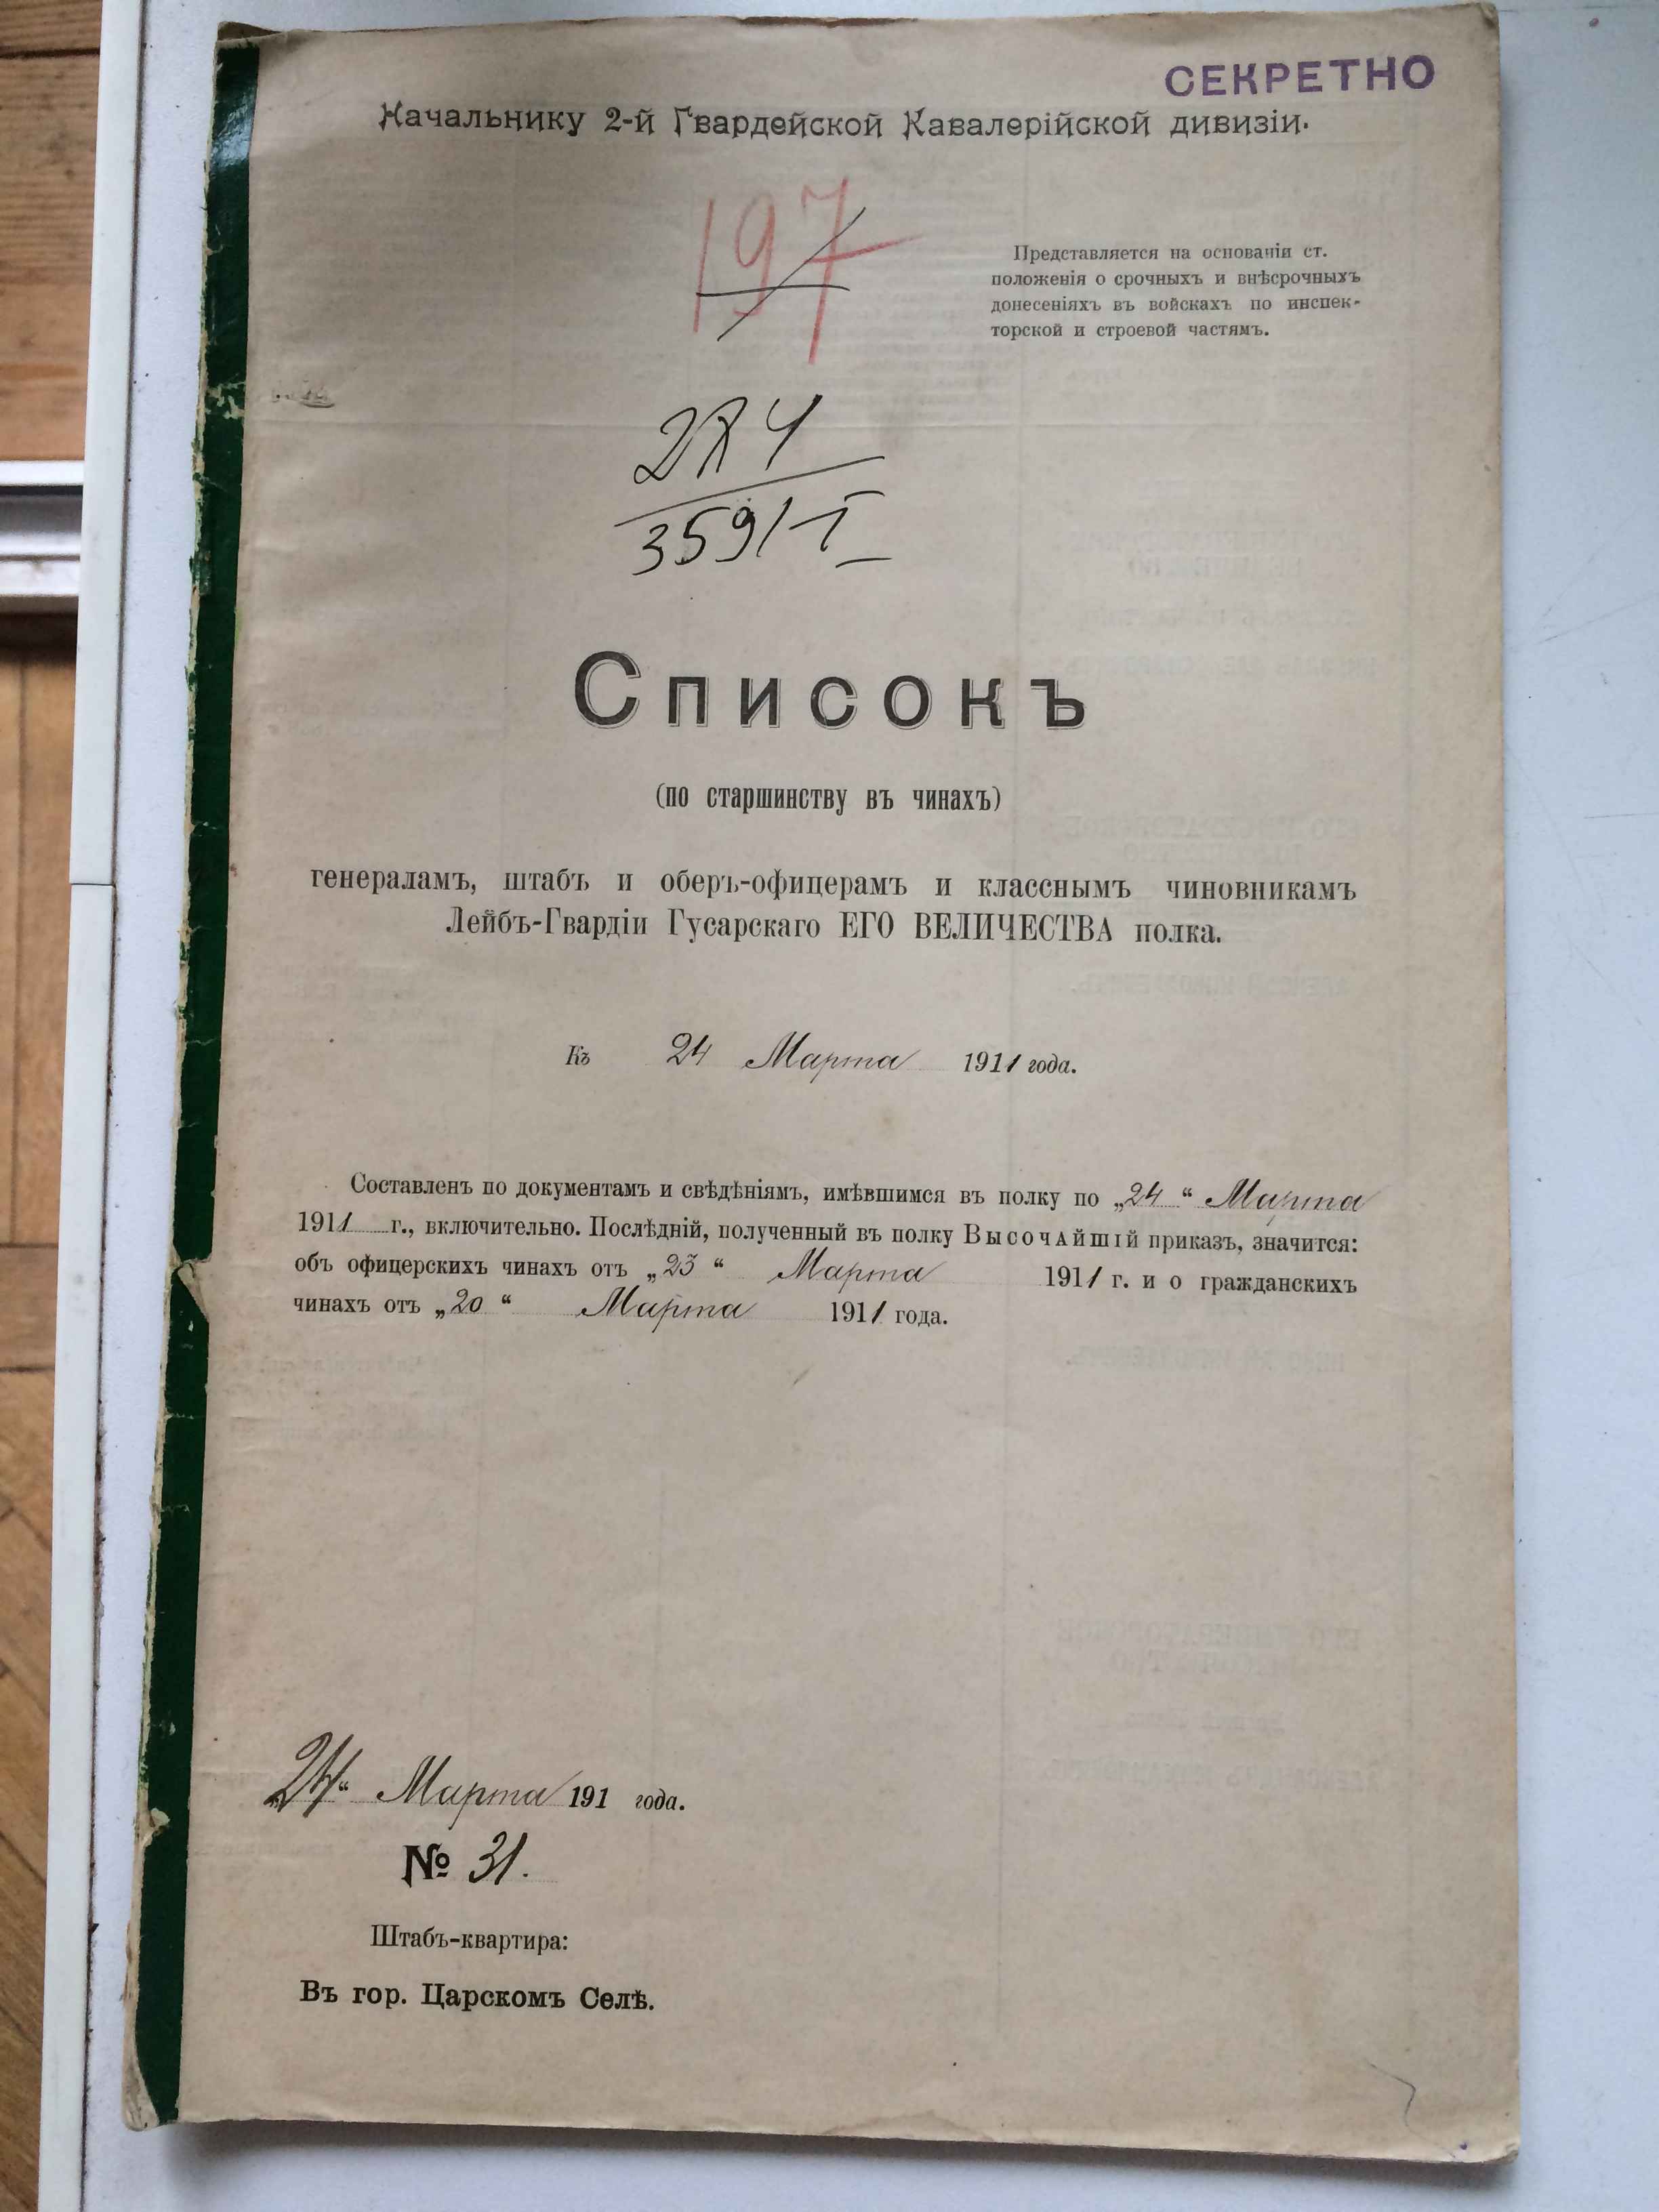 СЕКРЕТНО
Начальнику 2-й Гвардейской Кавалерійской дивизіи.
197
Представляется на основаніи ст.
положенія о срочныхъ и внѣсрочныхъ
донесеніяхъ въ войскахъ по инспек-
торской и строевой частямъ.
359/I
Списокъ
(по старшинству въ чинахъ)
генераламъ, штабъ и оберъ-офицерамъ и класснымъ чиновникамъ
Лейбъ-Гвардіи Гусарскаго ЕГО ВЕЛИЧЕСТВА полка.
Къ 24 Марта 1911 года.
Составленъ по документамъ и свѣдѣніямъ, имѣвшимся въ полку по „24“ Марта
1911 г., включительно. Послѣдній, полученный въ полку Высочайшій приказъ, значится:
объ офицерскихъ чинахъ отъ „23“ Марта 1911 г. и о гражданскихъ
чинахъ отъ „20“ Марта 1911 года.
„24“ Марта 191 года.
№ 31.
Штабъ-квартира:
Въ гор. Царскомъ Селѣ.